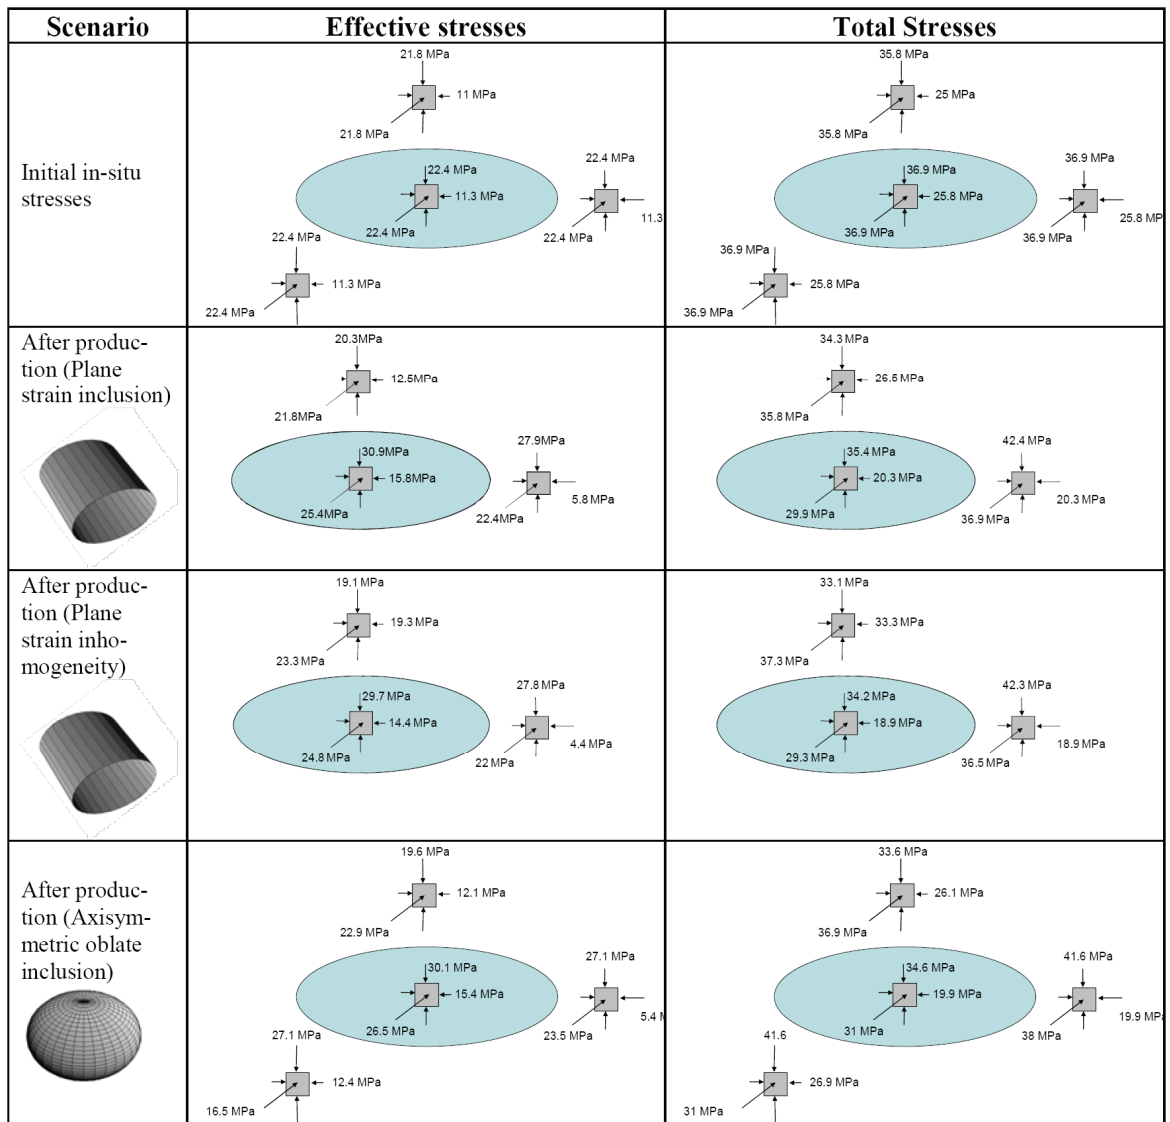 Scenario
Effective stresses
Total Stresses
Initial in-situ
stresses
21.8 MPa
11 MPa
21.8 MPa
22.4 MPa
11.3 MPa
22.4 MPa
22.4 MPa
11.3
22.4 MPa
22.4 MPa
11.3 MPa
22.4 MPa
35.8 MPa
25 MPa
35.8 MPa
36.9 MPa
25.8 MPa
36.9 MPa
36.9 MPa
25.8 MP
36.9 MPa
36.9 MPa
25.8 MPa
36.9 MPa
After produc-
tion (Plane
strain inclusion)
20.3MPa
12.5MPa
21.8MPa
30.9MPa
15.8MPa
25.4MPa
27.9MPa
5.8 MPa
22.4MPa
34.3 MPa
26.5 MPa
35.8 MPa
35.4 MPa
20.3 MPa
29.9 MPa
42.4 MPa
20.3 MPa
36.9 MPa
After produc-
tion (Plane
strain inho-
mogeneity)
19.1 MPa
19.3 MPa
23.3 MPa
29.7 MPa
14.4 MPa
24.8 MPa
27.8 MPa
4.4 MPa
22 MPa
33.1 MPa
33.3 MPa
37.3 MPa
34.2 MPa
18.9 MPa
29.3 MPa
42.3 MPa
18.9 MPa
36.5 MPa
After produc-
tion (Axisym-
metric oblate
inclusion)
19.6 MPa
12.1 MPa
22.9 MPa
30.1 MPa
15.4 MPa
26.5 MPa
27.1 MPa
5.4 M
23.5 MPa
27.1 MPa
12.4 MPa
16.5 MPa
33.6 MPa
26.1 MPa
36.9 MPa
34.6 MPa
19.9 MPa
31 MPa
41.6 MPa
19.9 MPa
38 MPa
41.6
26.9 MPa
31 MPa